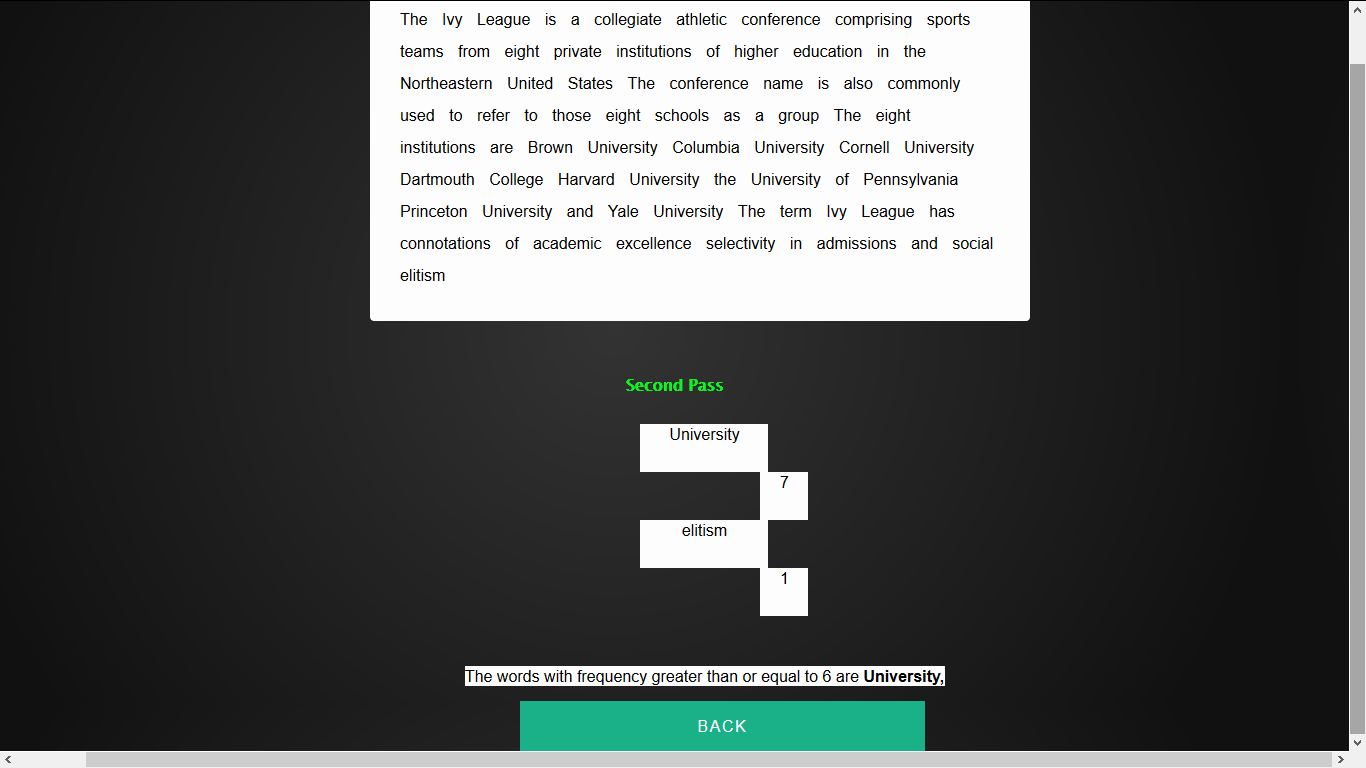 The Ivy League is a collegiate athletic conference comprising sports
teams from eight private institutions of higher education in the
Northeastern United States The conference name is also commonly
used to refer to those eight schools as a group The eight
institutions are Brown University Columbia University Cornell University
Dartmouth College Harvard University the University of Pennsylvania
Princeton University and Yale University The term Ivy League has
connotations of academic excellence selectivity in admissions and social
elitism
Second Pass
University
7
elitism
1
The words with frequency greater than or equal to 6 are University,
BACK